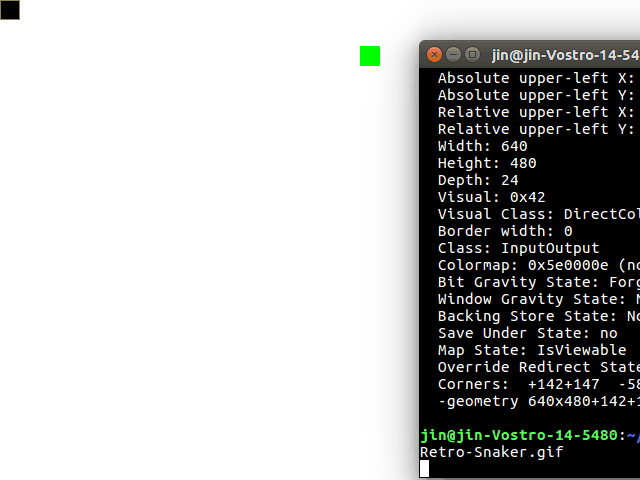 jin@jin-Vostro-14-54
Absolute upper-left X:
Absolute upper-left Y:
Relative upper-left X:
Relative upper-left Y:
Width: 640
Height: 480
Depth: 24
Visual: 0x42
Visual Class: DirectCol
Border width: 0
Class: InputOutput
Colormap: 0x5e0000e (no
Bit Gravity State: Forg
Window Gravity State: N
Backing Store State: No
Save Under State: no
Map State: IsViewable
Override Redirect State
Corners:  +142+147  -58
-geometry 640x480+142+1
jin@jin-Vostro-14-5480:~/
Retro-Snaker.gif